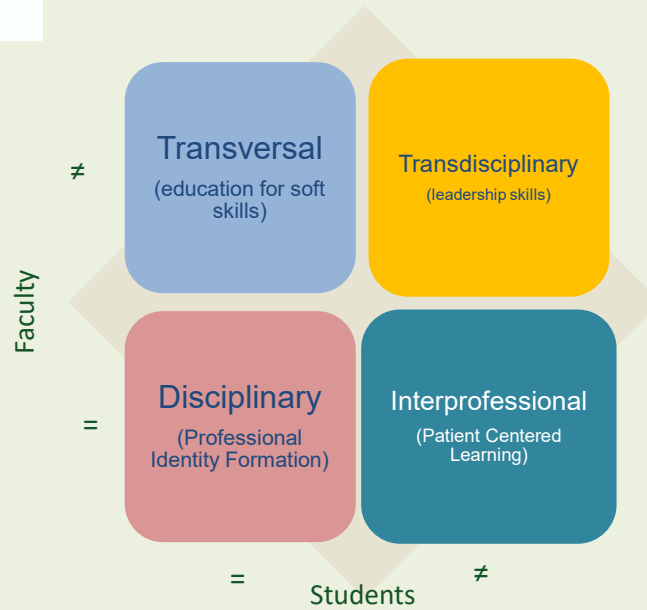 Transversal
(education for soft
skills)
Transdisciplinary
(leadership skills)
≠
Faculty
=
Disciplinary
(Professional
Identity Formation)
Interprofessional
(Patient Centered
Learning)
=
Students
≠